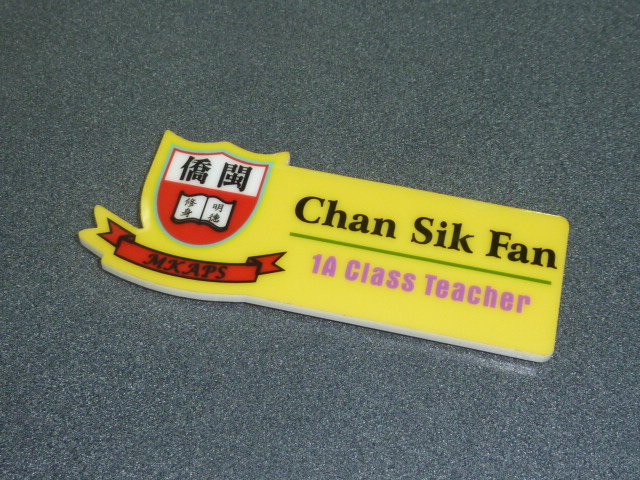 僑閩
修身 明德
MKAPS
Chan Sik Fan
1A Class Teacher